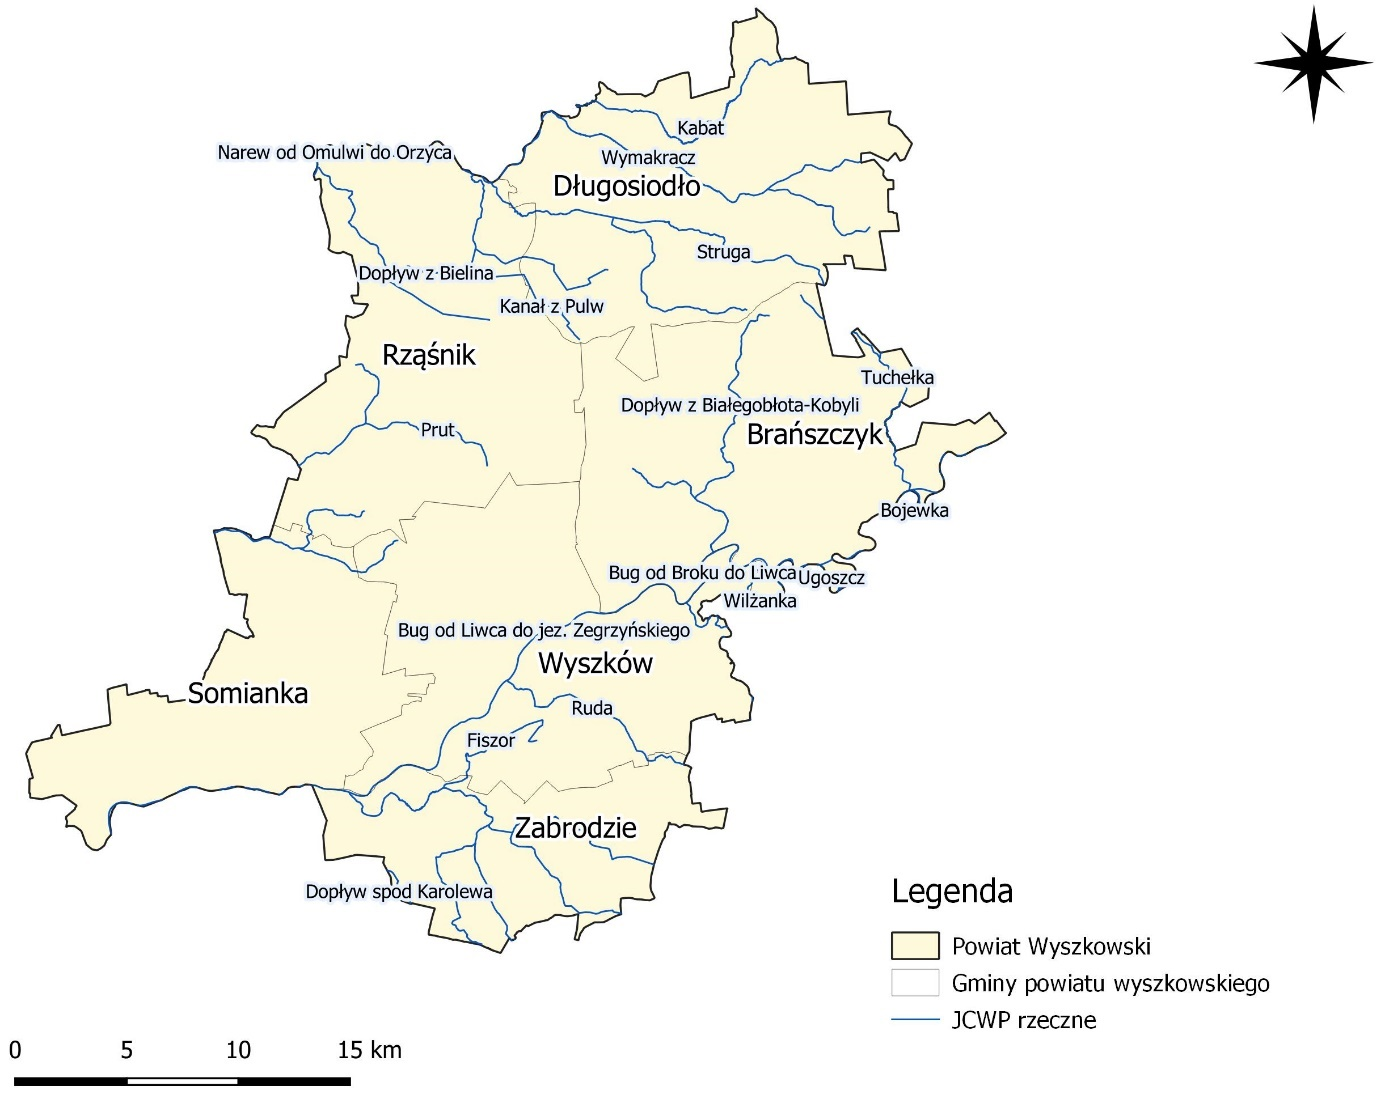 Kabat
Narew od Omulwi do Orzyca
Wymakracz
Długosiodło
Struga
Dopływ z Bielina
Kanał z Pulw
Rząśnik
Tuchełka
Dopływ z Białegobłota-Kobyli
Prut
Brańszczyk
Bojewka
Bug od Broku do Liwca
Ugoszcz
Wilżanka
Bug od Liwca do jez. Zegrzyńskiego
Wyszków
Somianka
Ruda
Fiszor
Zabrodzie
Dopływ spod Karolewa
Legenda
Powiat Wyszkowski
Gminy powiatu wyszkowskiego
JCWP rzeczne
0 5 10 15 km